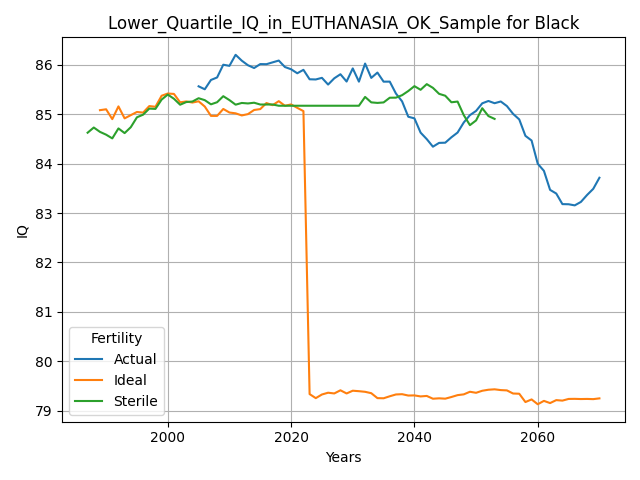 Lower_Quartile_IQ_in_EUTHANASIA_OK_Sample for Black
IQ
86
85
84
83
82
81
80
79
Fertility
Actual
Ideal
Sterile
2000 2020 2040 2060
Years